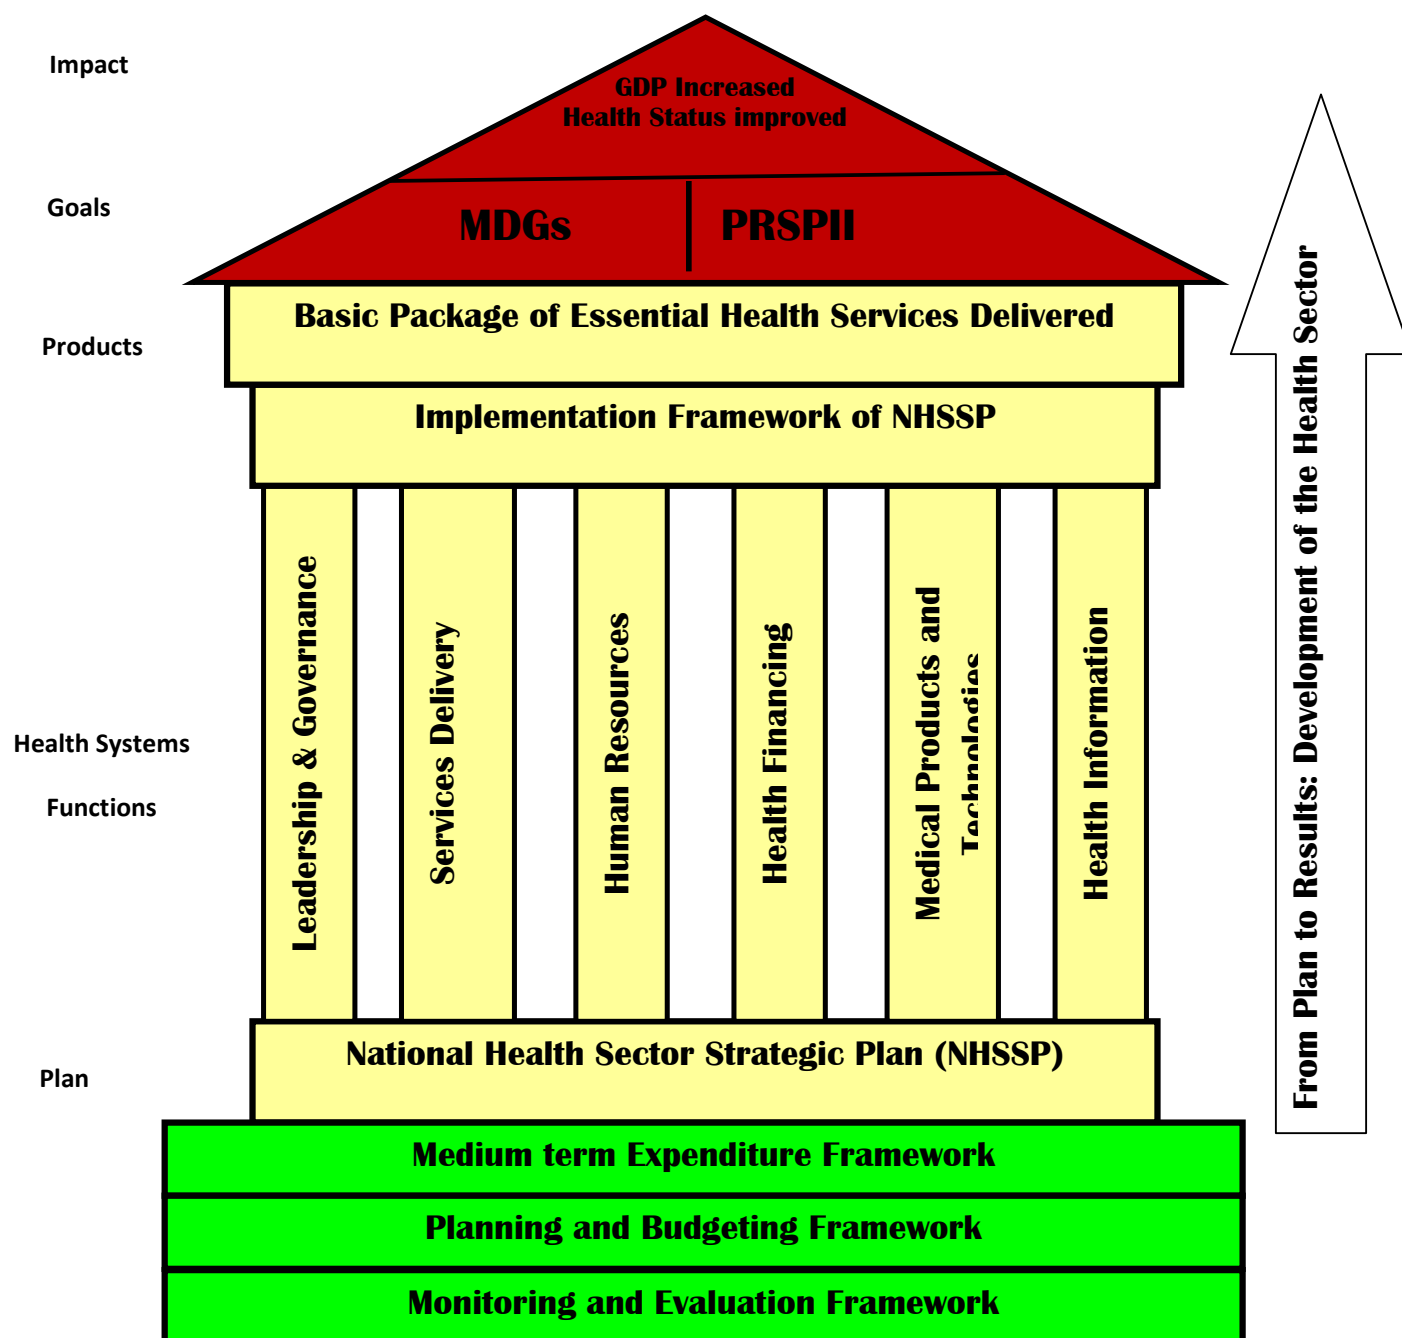 Impact
GDP Increased
Health Status improved
Goals
MDGs
PRSPII
Basic Package of Essential Health Services Delivered
Products
Implementation Framework of NHSSP
Leadership & Governance
Services Delivery
Human Resources
Health Financing
Medical Products and
Technologies
Health Information
Health Systems
Functions
From Plan to Results: Development of the Health Sector
National Health Sector Strategic Plan (NHSSP)
Plan
Medium term Expenditure Framework
Planning and Budgeting Framework
Monitoring and Evaluation Framework